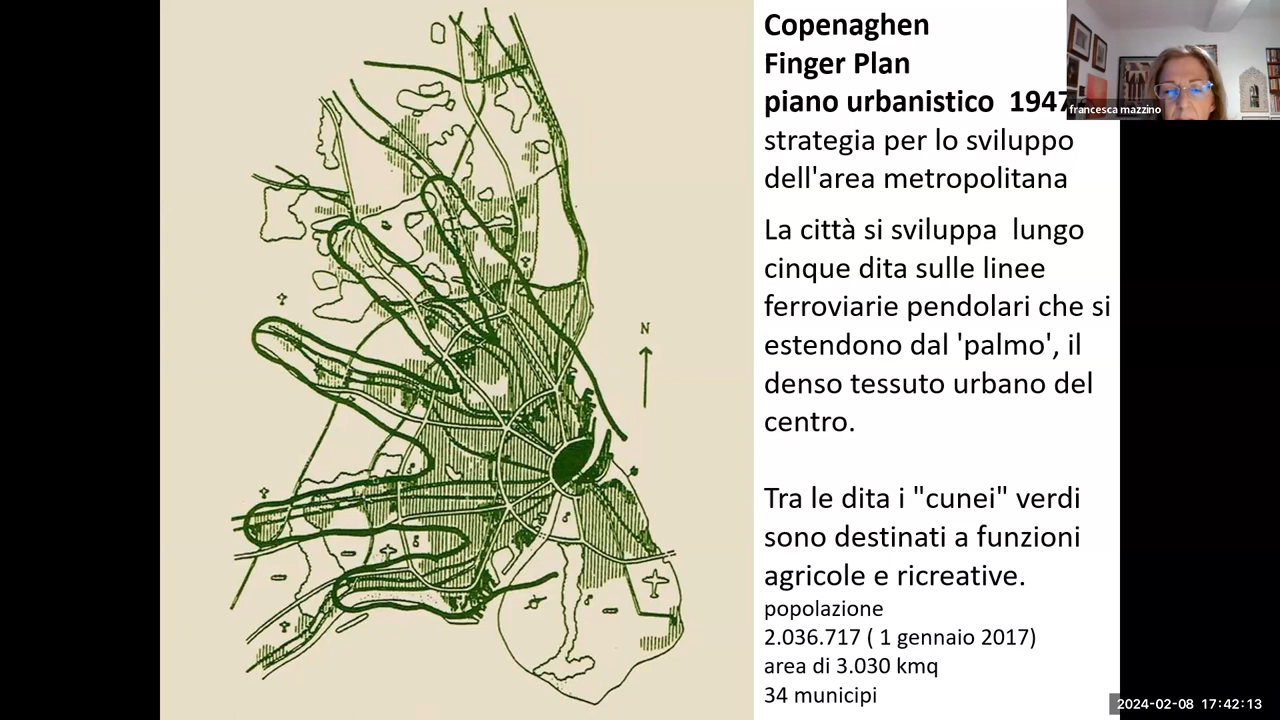 Copenaghen
Finger Plan
piano urbanistico  1947
francesca mazzino
strategia per lo sviluppo
dell'area metropolitana
La città si sviluppa  lungo
cinque dita sulle linee
ferroviarie pendolari che si
estendono dal 'palmo', il
denso tessuto urbano del
centro.
N
Tra le dita i "cunei" verdi
sono destinati a funzioni
agricole e ricreative.
popolazione
2.036.717 ( 1 gennaio 2017)
area di 3.030 kmq
34 municipi
2024-02-08  17:42:13